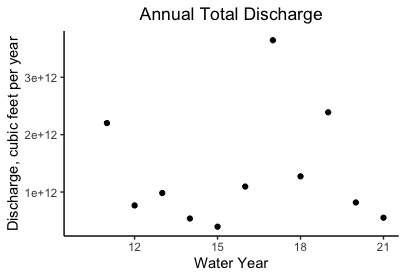 Annual Total Discharge
Discharge, cubic feet per year
3e+12
2e+12
1e+12
12
15
18
21
Water Year